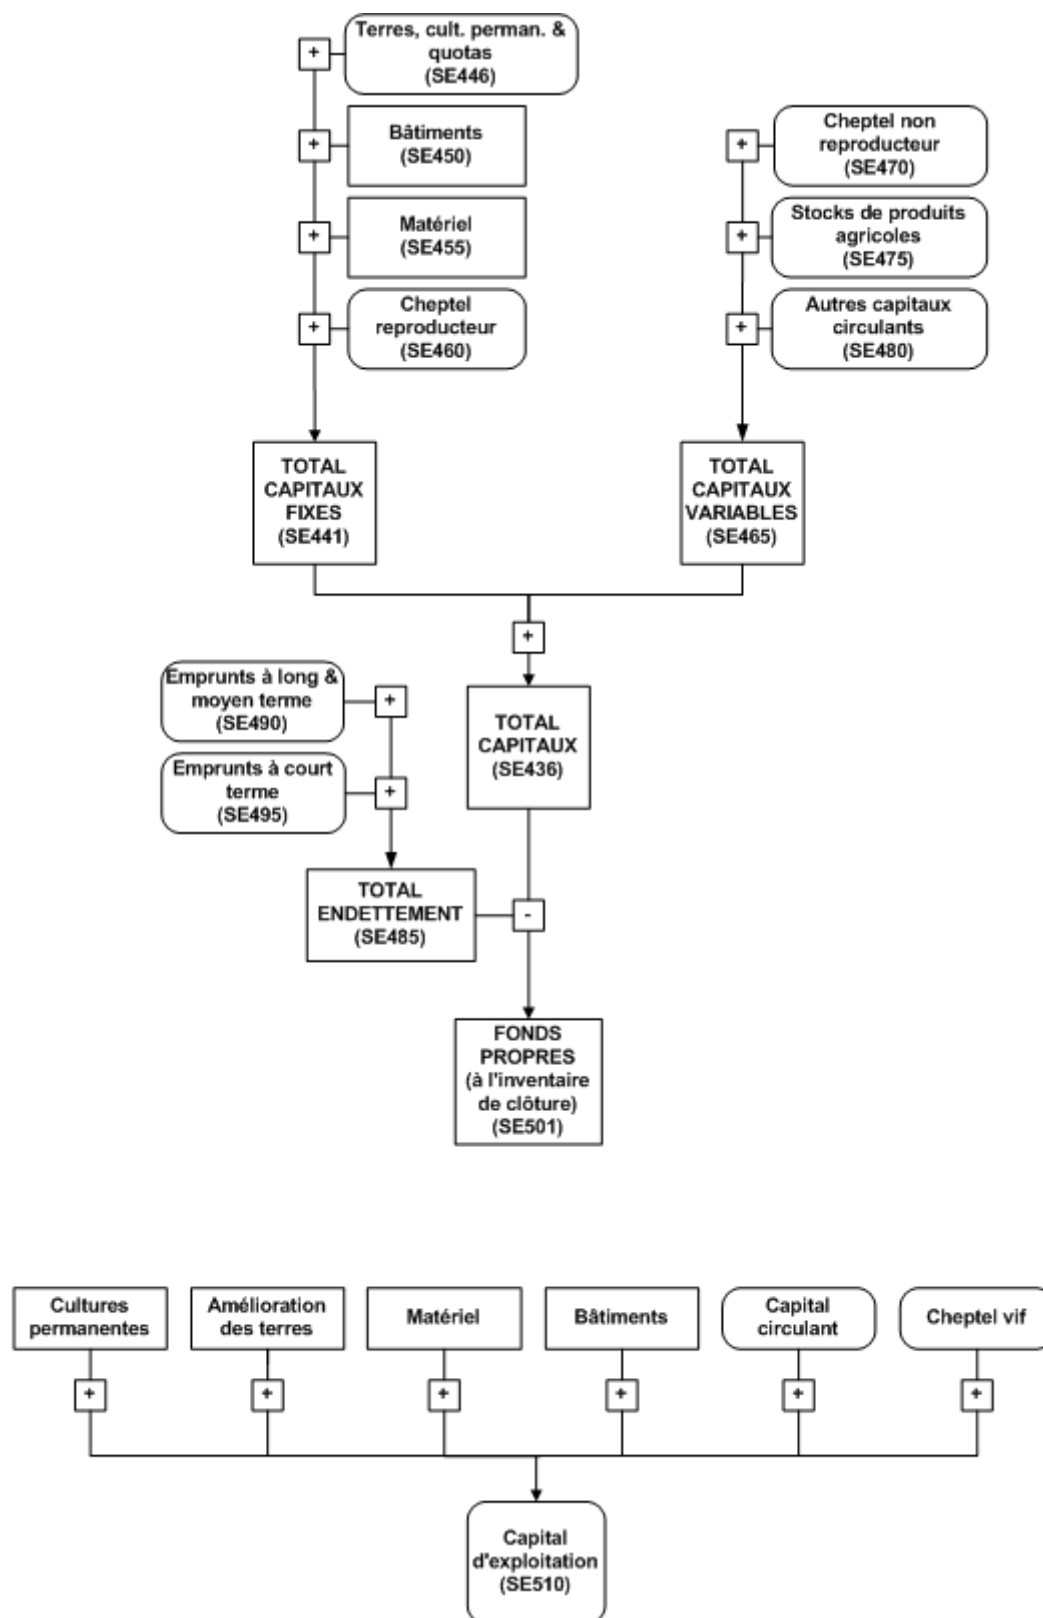 +
Terres, cult. perman. &
quotas
(SE446)
+
Bâtiments
(SE450)
+
Matériel
(SE455)
+
Cheptel
reproducteur
(SE460)
+
Cheptel non
reproducteur
(SE470)
+
Stocks de produits
agricoles
(SE475)
+
Autres capitaux
circulants
(SE480)
TOTAL
CAPITAUX
FIXES
(SE441)
TOTAL
CAPITAUX
VARIABLES
(SE465)
+
Emprunts à long &
moyen terme
(SE490)
+
Emprunts à court
terme
(SE495)
+
TOTAL
CAPITAUX
(SE436)
TOTAL
ENDETTEMENT
(SE485)
-
FONDS
PROPRES
(à l'inventaire
de clôture)
(SE501)
Cultures
permanentes
Amélioration
des terres
Matériel
Bâtiments
Capital
circulant
Cheptel vif
+
+
+
+
+
+
Capital
d'exploitation
(SE510)